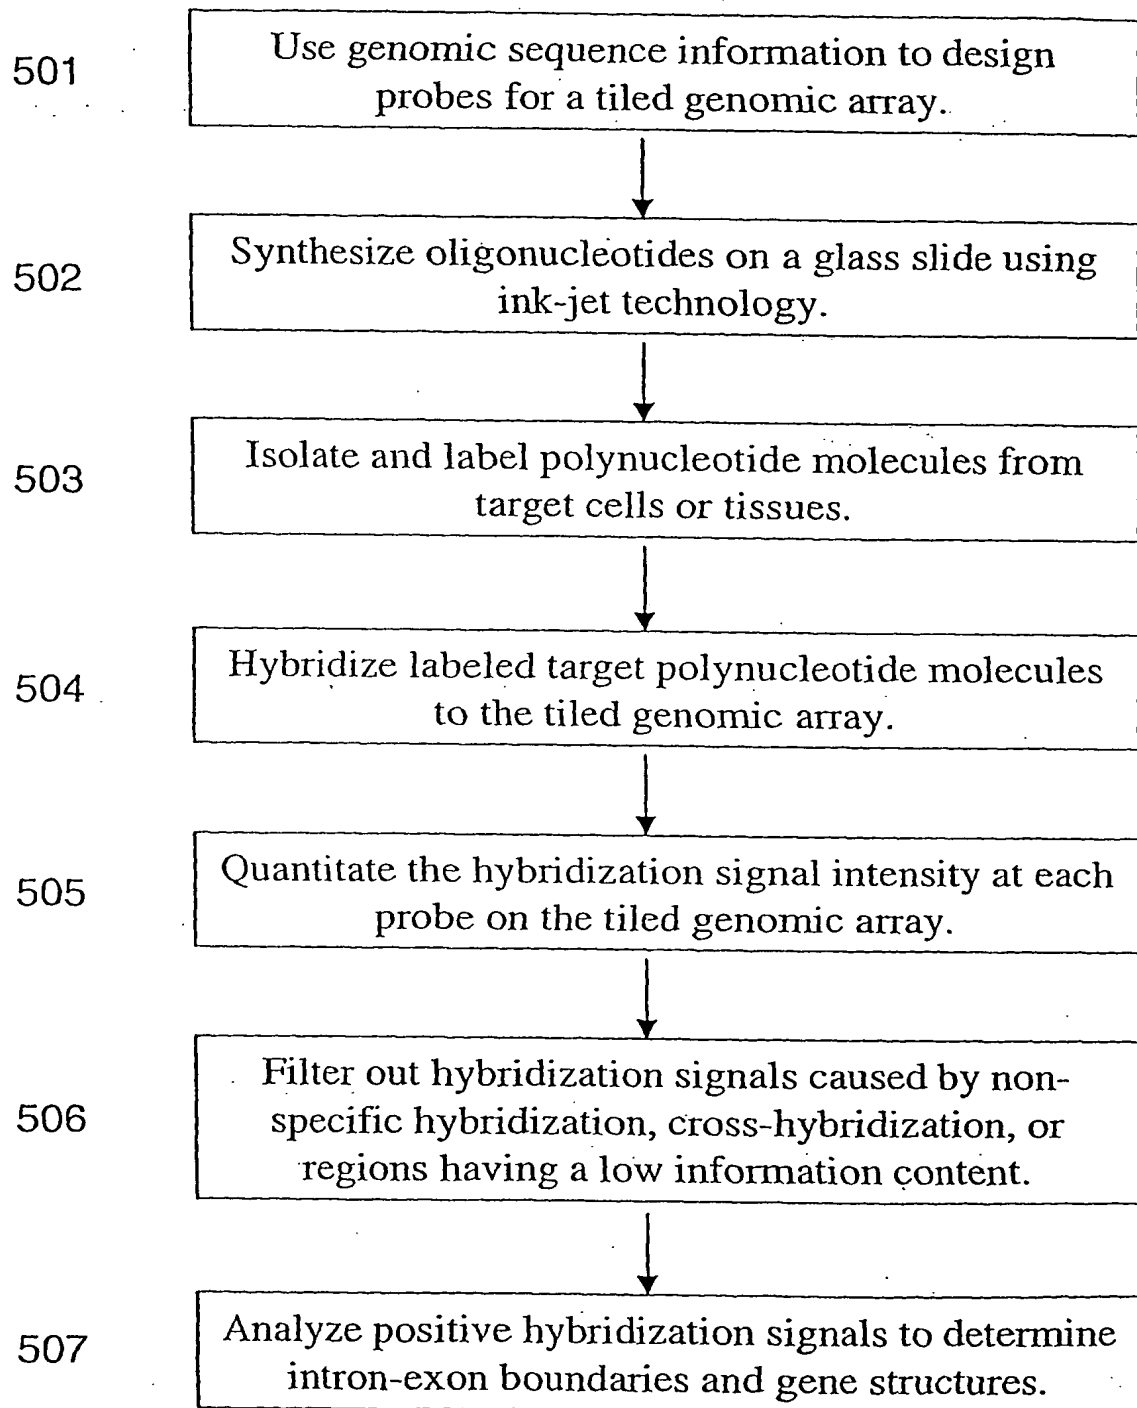 501
Use genomic sequence information to design
probes for a tiled genomic array.
502
Synthesize oligonucleotides on a glass slide using
ink-jet technology.
503
Isolate and label polynucleotide molecules from
target cells or tissues.
504
Hybridize labeled target polynucleotide molecules
to the tiled genomic array.
505
Quantitate the hybridization signal intensity at each
probe on the tiled genomic array.
506
Filter out hybridization signals caused by non-
specific hybridization, cross-hybridization, or
regions having a low information content.
507
Analyze positive hybridization signals to determine
intron-exon boundaries and gene structures.